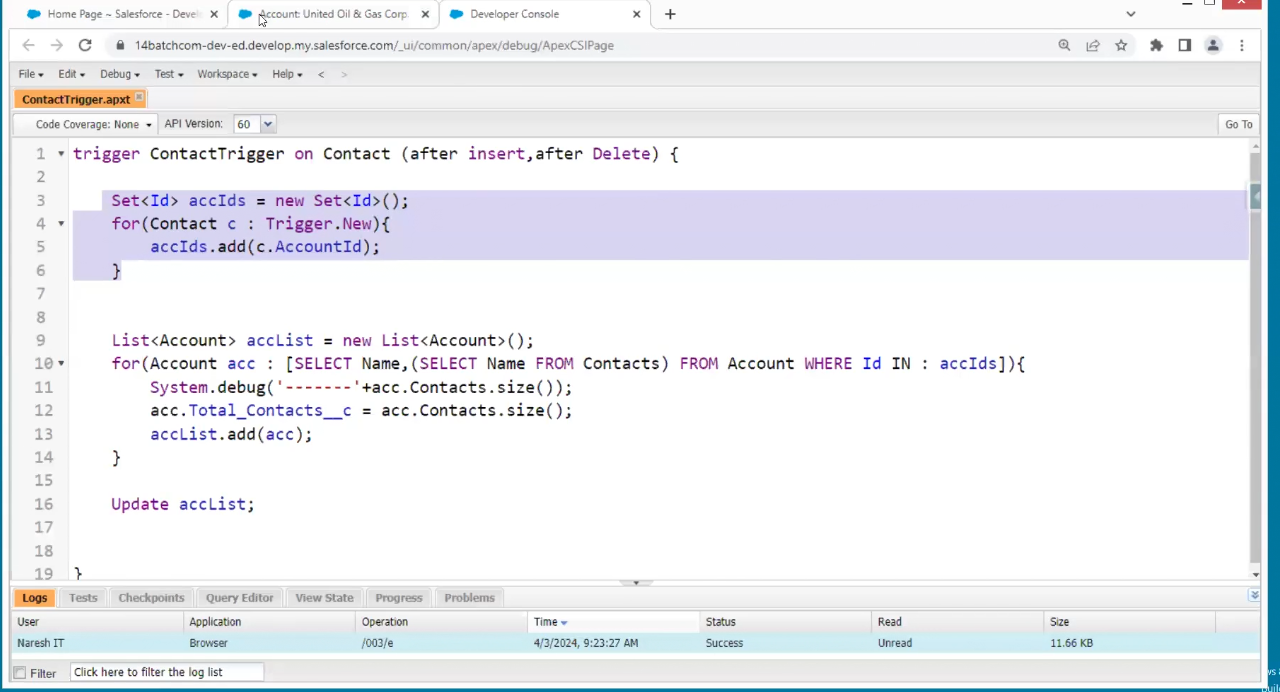 Home Page ~ Salesforce - Devel
Account: United Oil & Gas Corp.
Developer Console
14batchcom-dev-ed.develop.my.salesforce.com/_ui/common/apex/debug/ApexCSIPage
File Edit Debug Test Workspace Help < >
ContactTrigger.apxt
Code Coverage: None API Version: 60 Go To
1 trigger ContactTrigger on Contact (after insert,after Delete) {
2
3 Set<Id> accIds = new Set<Id>();
4 for(Contact c : Trigger.New){
5 accIds.add(c.AccountId);
6 }
7
8
9 List<Account> accList = new List<Account>();
10 for(Account acc : [SELECT Name,(SELECT Name FROM Contacts) FROM Account WHERE Id IN : accIds]){
11 System.debug('-------'+acc.Contacts.size());
12 acc.Total_Contacts__c = acc.Contacts.size();
13 accList.add(acc);
14 }
15
16 Update accList;
17
18
19 }
Logs Tests Checkpoints Query Editor View State Progress Problems
User Application Operation Time Status Read Size
Naresh IT Browser /003/e 4/3/2024, 9:23:27 AM Success Unread 11.66 KB
Filter Click here to filter the log list